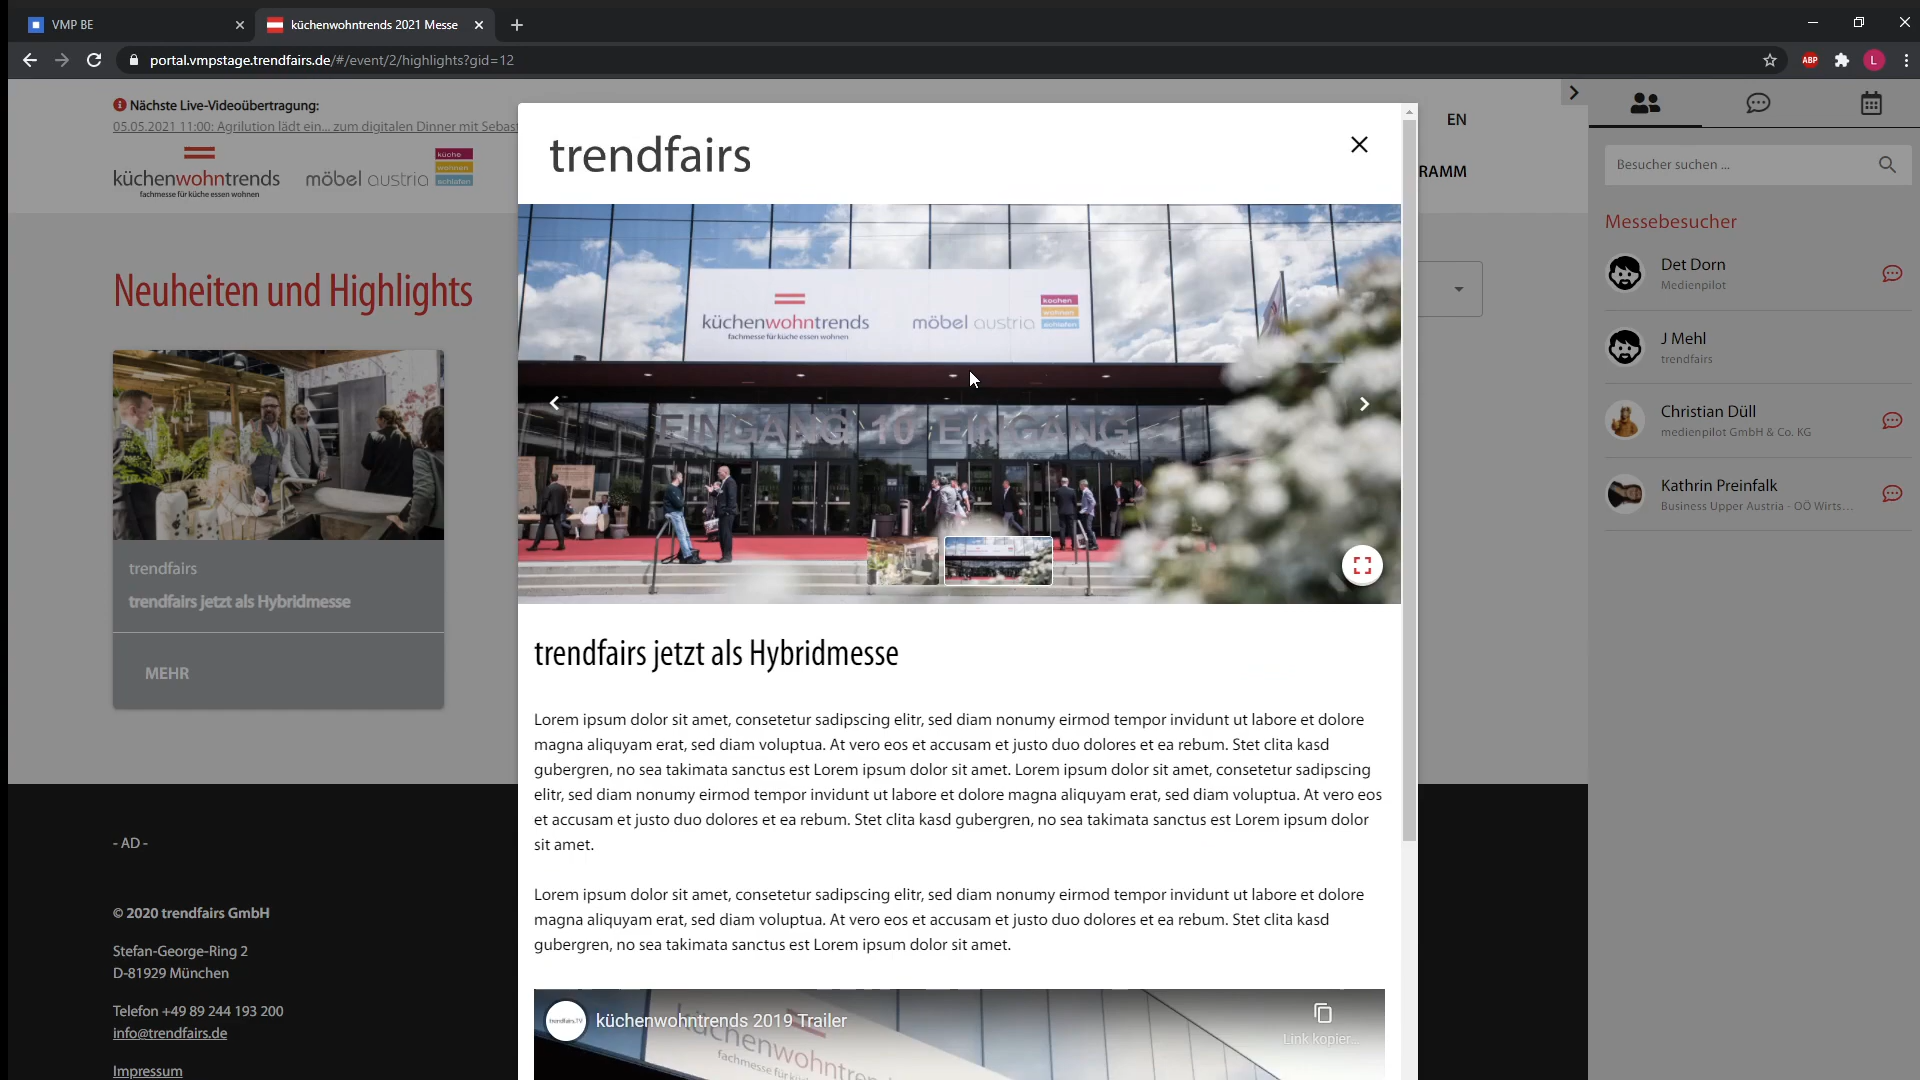 VMP BE
küchenwohntrends 2021 Messe
portal.vmpstage.trendfairs.de/#/event/2/highlights?gid=12
ABP
L
Nächste Live-Videoübertragung:
05.05.2021 11:00: Agrilution lädt ein... zum digitalen Dinner mit Sebast
küchenwohntrends
fachmesse für küche essen wohnen
möbel austria
küche
wohnen
schlafen
EN
RAMM
Neuheiten und Highlights
trendfairs
trendfairs jetzt als Hybridmesse
MEHR
trendfairs
küchenwohntrends
fachmesse für küche essen wohnen
möbel austria
kochen
wohnen
schlafen
EINGANG 10 EINGANG
trendfairs jetzt als Hybridmesse
Lorem ipsum dolor sit amet, consetetur sadipscing elitr, sed diam nonumy eirmod tempor invidunt ut labore et dolore
magna aliquyam erat, sed diam voluptua. At vero eos et accusam et justo duo dolores et ea rebum. Stet clita kasd
gubergren, no sea takimata sanctus est Lorem ipsum dolor sit amet. Lorem ipsum dolor sit amet, consetetur sadipscing
elitr, sed diam nonumy eirmod tempor invidunt ut labore et dolore magna aliquyam erat, sed diam voluptua. At vero eos
et accusam et justo duo dolores et ea rebum. Stet clita kasd gubergren, no sea takimata sanctus est Lorem ipsum dolor
sit amet.
Lorem ipsum dolor sit amet, consetetur sadipscing elitr, sed diam nonumy eirmod tempor invidunt ut labore et dolore
magna aliquyam erat, sed diam voluptua. At vero eos et accusam et justo duo dolores et ea rebum. Stet clita kasd
gubergren, no sea takimata sanctus est Lorem ipsum dolor sit amet.
trendfairs.TV
küchenwohntrends 2019 Trailer
Link kopier...
küchenwohntre
fachmesse für kü
Besucher suchen ...
Messebesucher
Det Dorn
Medienpilot
J Mehl
trendfairs
Christian Düll
medienpilot GmbH & Co. KG
Kathrin Preinfalk
Business Upper Austria - OÖ Wirts...
- AD -
© 2020 trendfairs GmbH
Stefan-George-Ring 2
D-81929 München
Telefon +49 89 244 193 200
info@trendfairs.de
Impressum